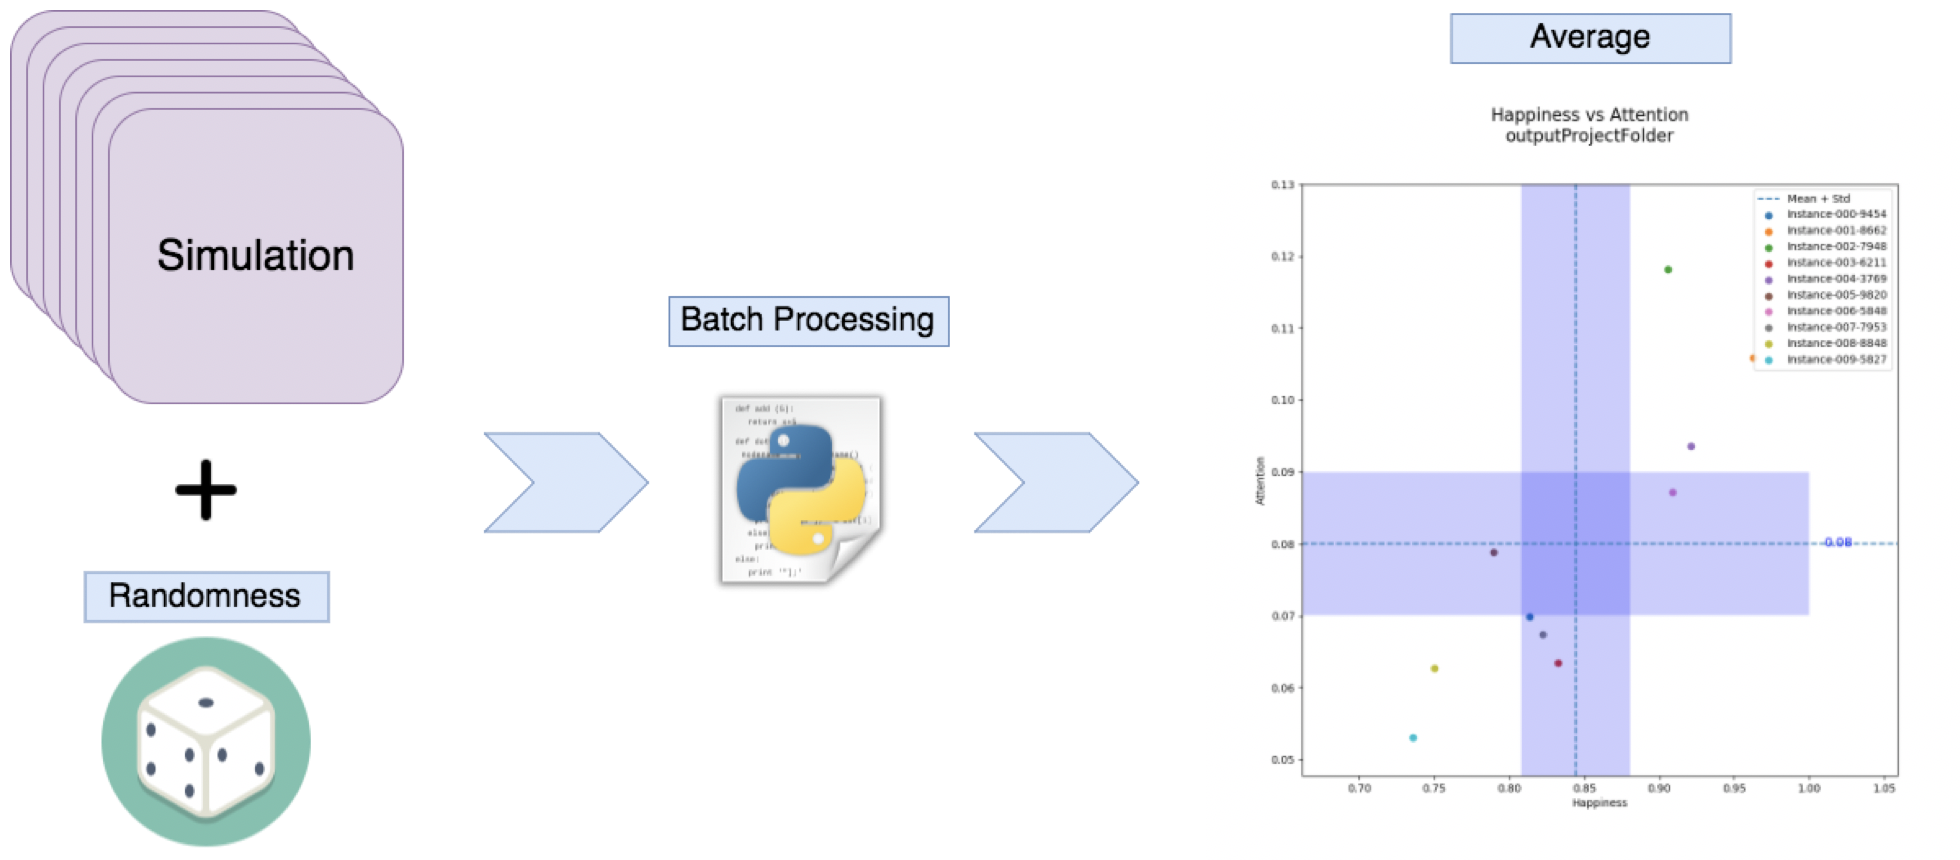 Simulation
Randomness
Batch Processing
def add (
return
def
else
else:
print '"];'
Average
Happiness vs Attention
outputProjectFolder
Mean + Std
Instance-000-9454
Instance-001-8662
Instance-002-7948
Instance-003-6211
Instance-004-3769
Instance-005-9820
Instance-006-5848
Instance-007-7953
Instance-008-8848
Instance-009-5827
0.13
0.12
0.11
0.10
0.09
0.08
0.07
0.06
0.05
Attention
0.08
0.70 0.75 0.80 0.85 0.90 0.95 1.00 1.05
Happiness